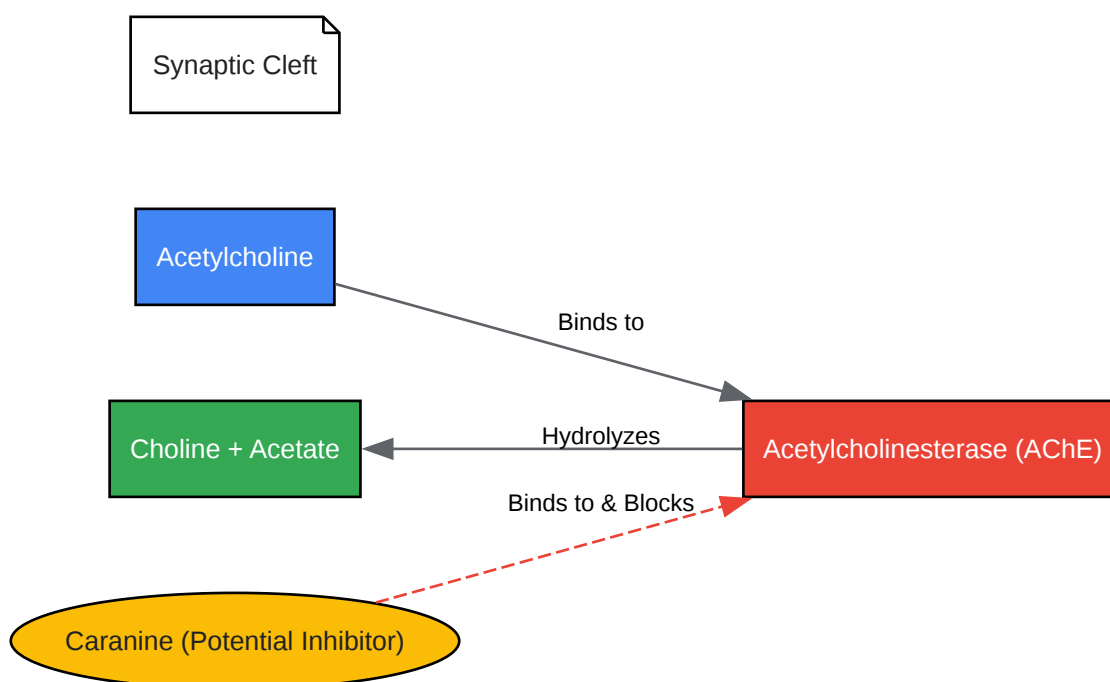 Synaptic Cleft
Acetylcholine
Binds to
Choline + Acetate
Hydrolyzes
Acetylcholinesterase (AChE)
Binds to & Blocks
Caranine (Potential Inhibitor)